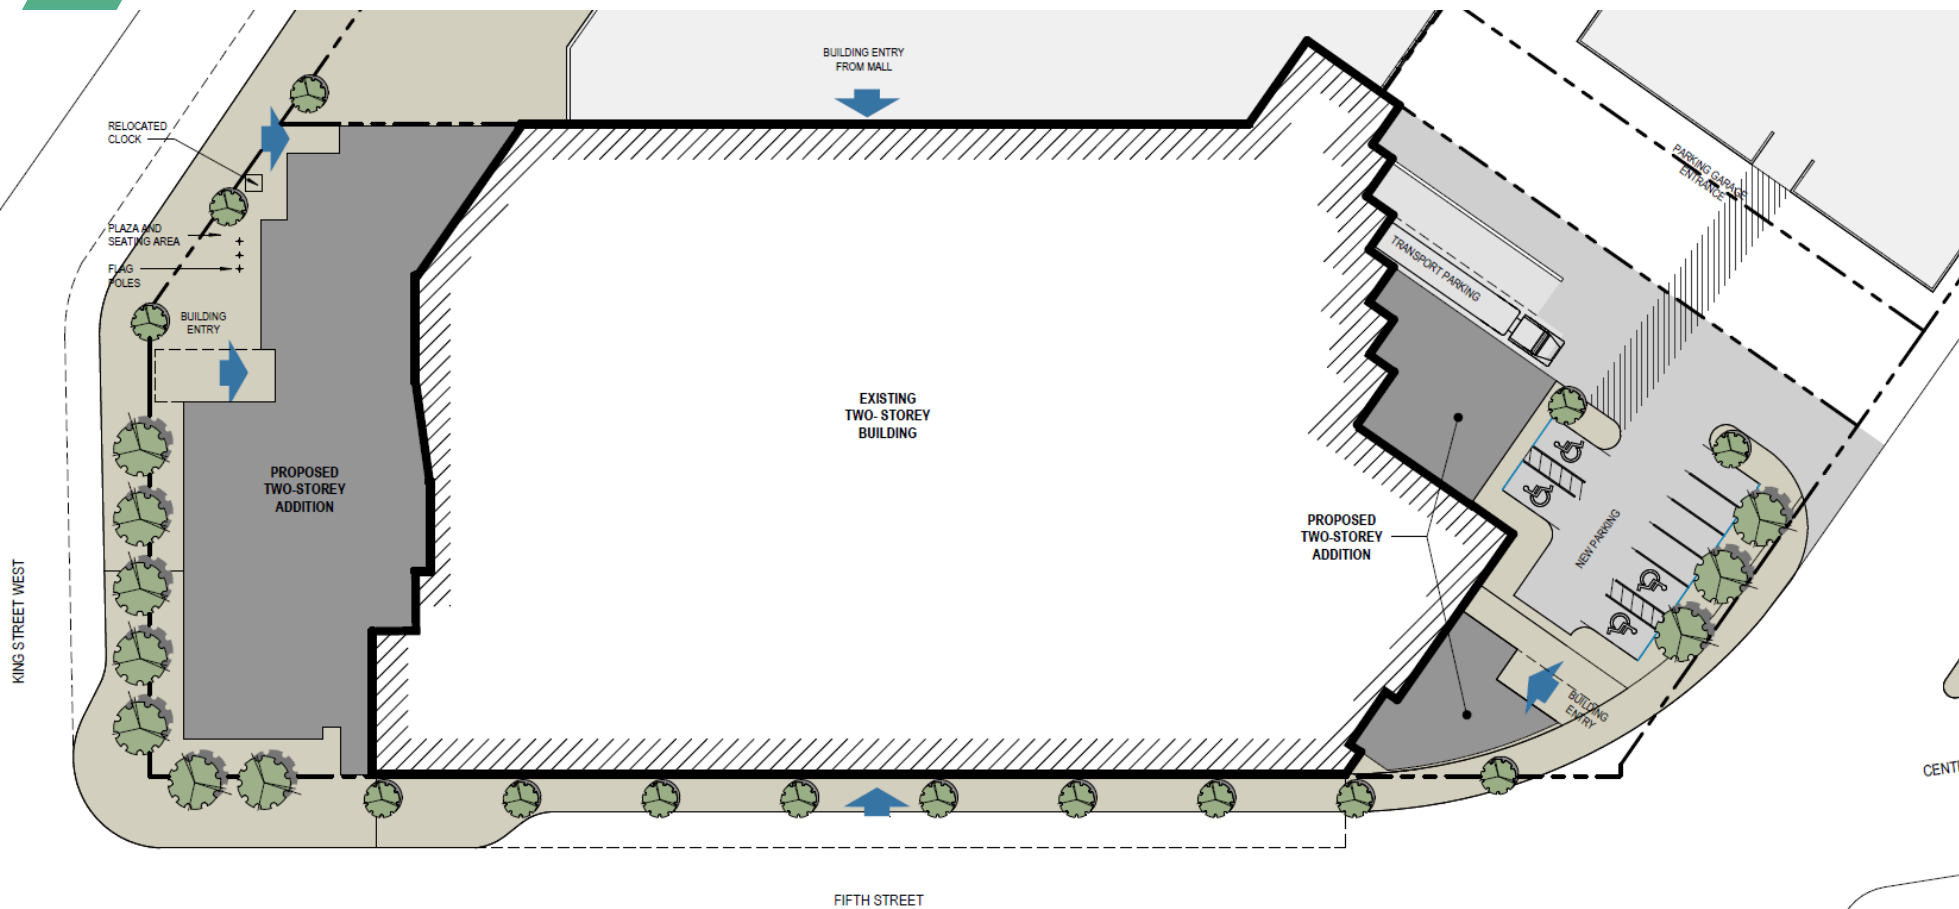 BUILDING ENTRY
FROM MALL
RELOCATED
CLOCK
PARKING GARAGE
ENTRANCE
PLAZA AND
SEATING AREA
FLAG
POLES
TRANSPORT PARKING
BUILDING
ENTRY
EXISTING
TWO- STOREY
BUILDING
PROPOSED
TWO-STOREY
ADDITION
PROPOSED
TWO-STOREY
ADDITION
NEW PARKING
KING STREET WEST
BUILDING
ENTRY
CENT
FIFTH STREET